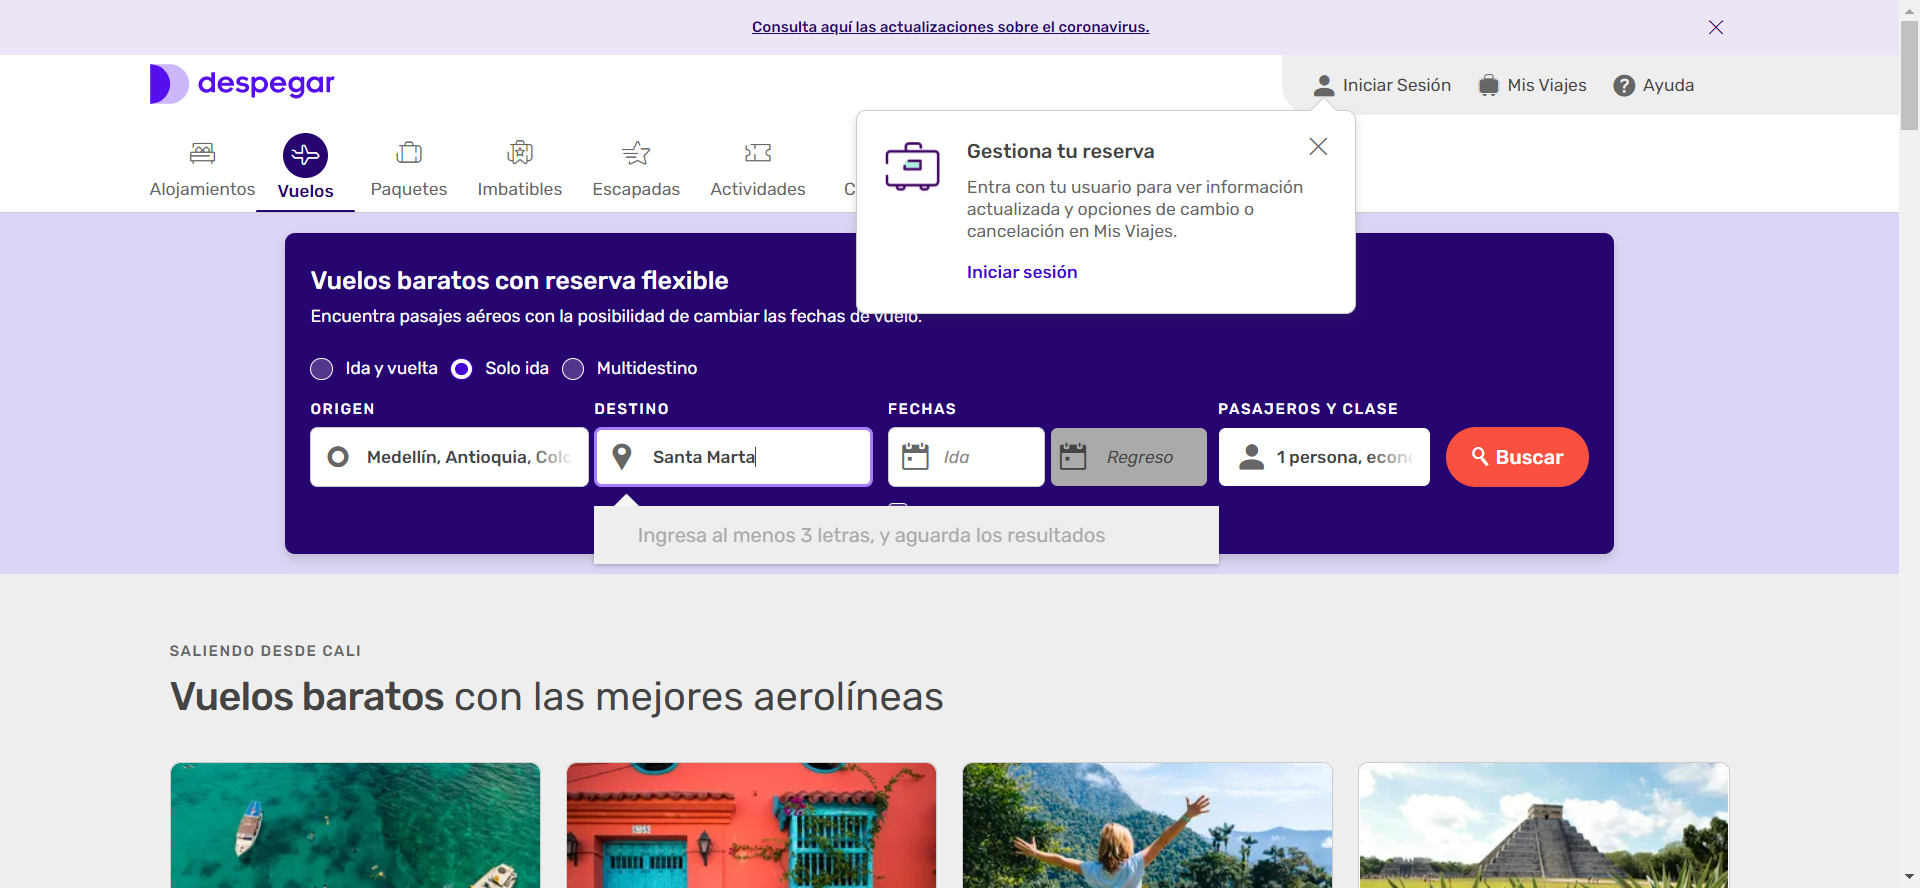 Consulta aquí las actualizaciones sobre el coronavirus.
despegar
Iniciar Sesión
Mis Viajes
Ayuda
Alojamientos
Vuelos
Paquetes
Imbatibles
Escapadas
Actividades
C
Gestiona tu reserva
Entra con tu usuario para ver información
actualizada y opciones de cambio o
cancelación en Mis Viajes.
Iniciar sesión
Vuelos baratos con reserva flexible
Encuentra pasajes aéreos con la posibilidad de cambiar las fechas de vuelo.
Ida y vuelta
Solo ida
Multidestino
ORIGEN
DESTINO
FECHAS
PASAJEROS Y CLASE
Medellín, Antioquia, Colo
Santa Marta
Ida
Regreso
1 persona, econ
Buscar
Ingresa al menos 3 letras, y aguarda los resultados
SALIENDO DESDE CALI
Vuelos baratos con las mejores aerolíneas